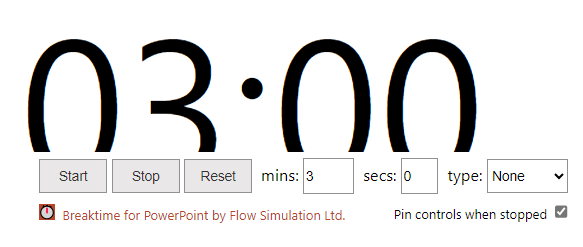 03:00
Start Stop Reset mins: 3 secs: 0 type: None
Breaktime for PowerPoint by Flow Simulation Ltd. Pin controls when stopped